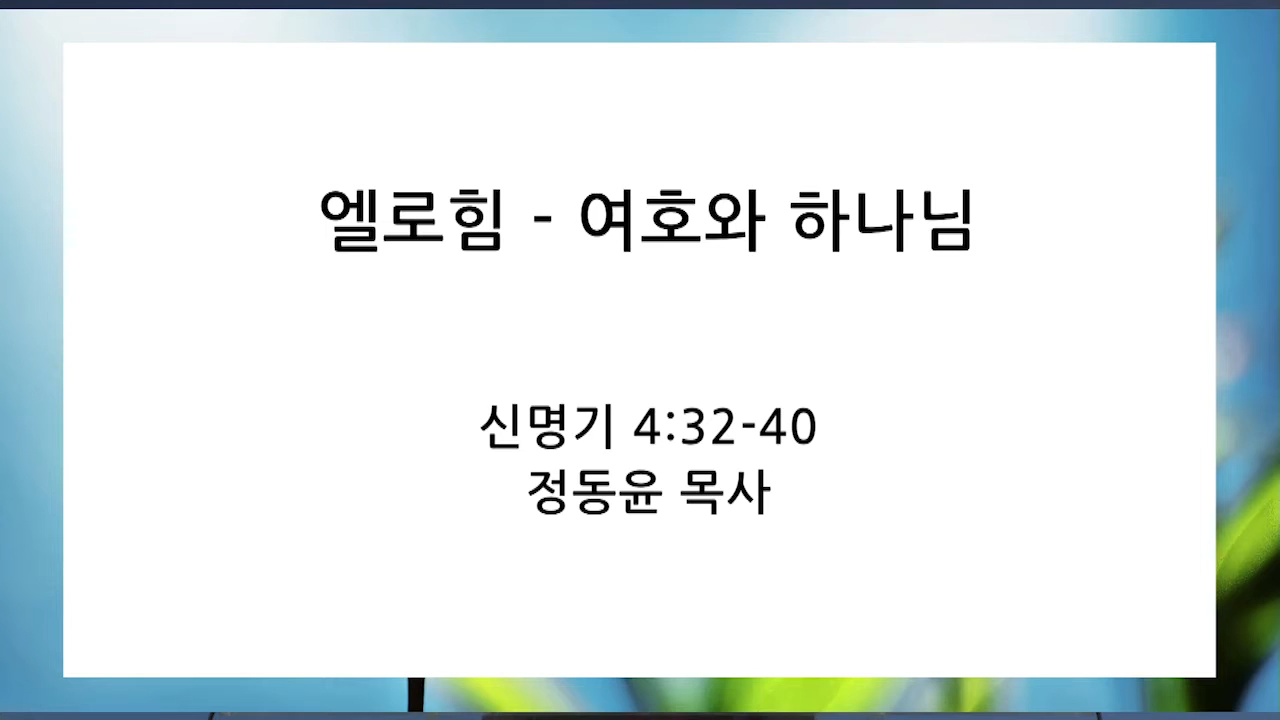 엘로힘 - 여호와 하나님
신명기 4:32-40
정동윤 목사